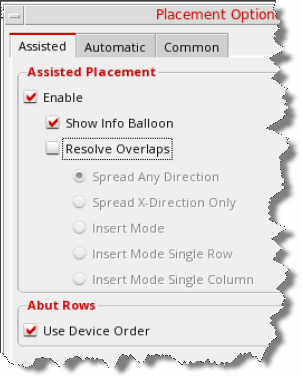 Placement Option
Assisted
Automatic
Common
Assisted Placement
Enable
Show Info Balloon
Resolve Overlaps
Spread Any Direction
Spread X-Direction Only
Insert Mode
Insert Mode Single Row
Insert Mode Single Column
Abut Rows
Use Device Order